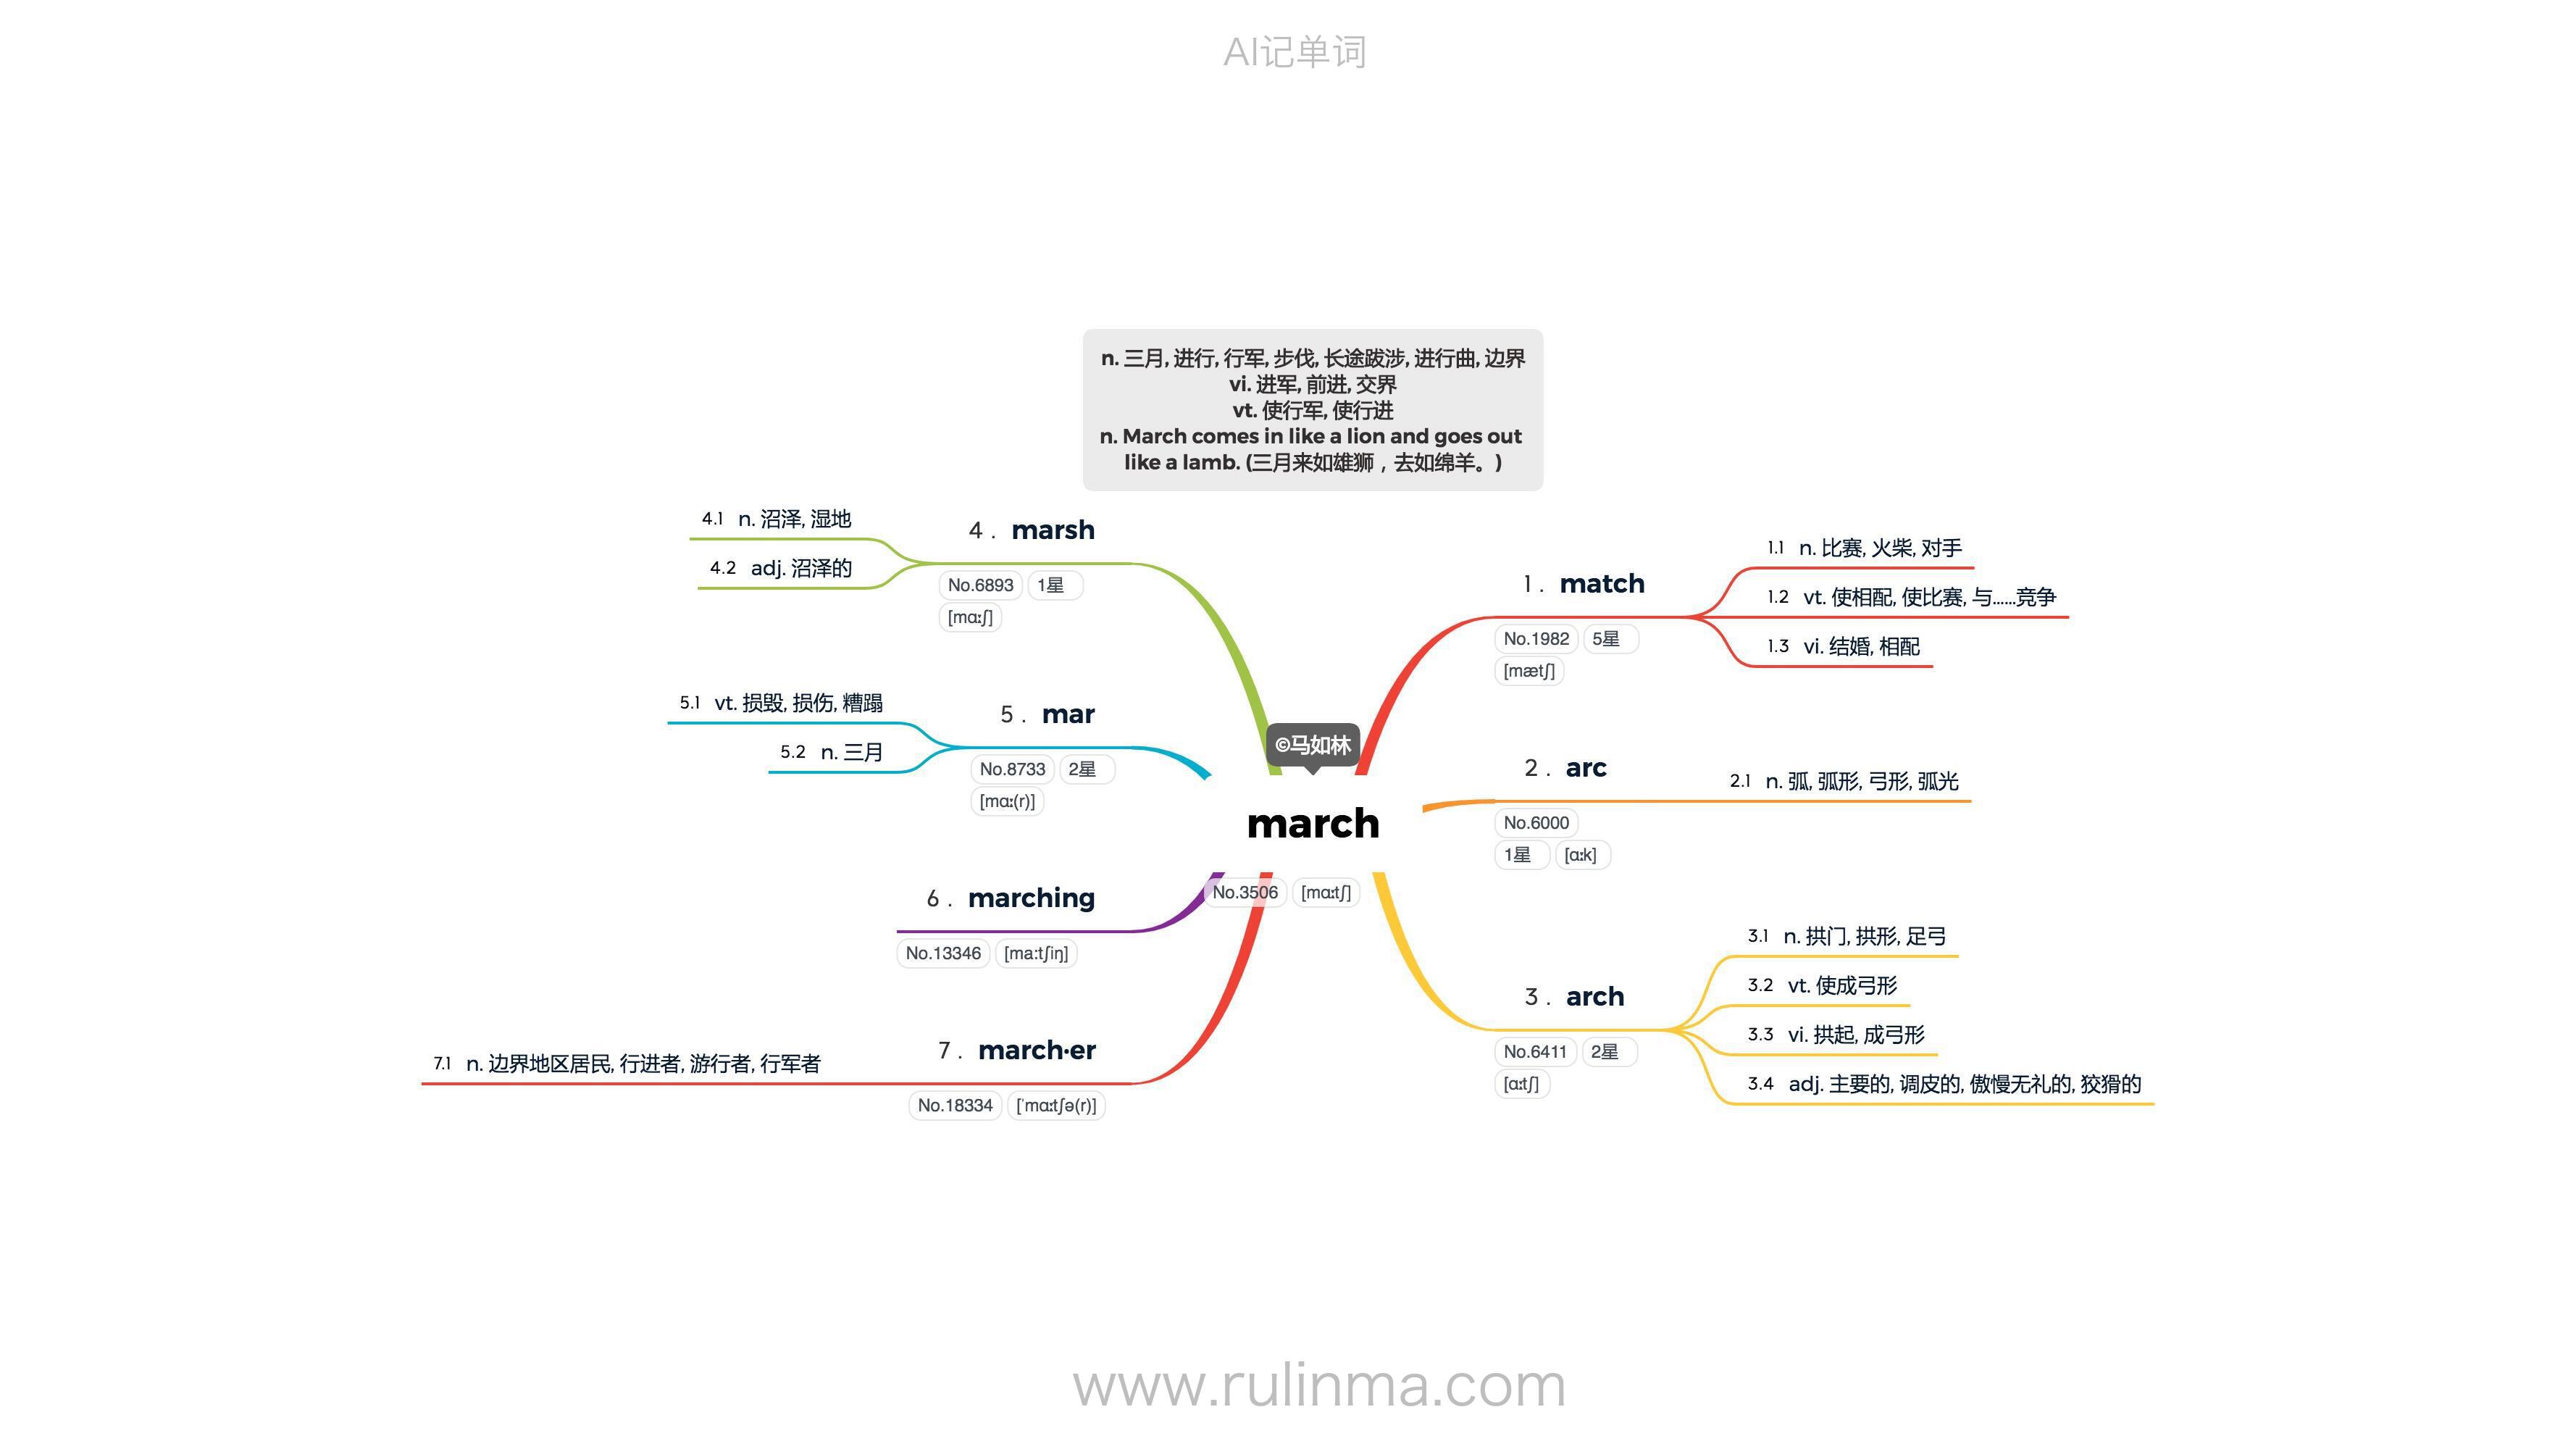 AI记单词
n. 三月, 进行, 行军, 步伐, 长途跋涉, 进行曲, 边界
vi. 进军, 前进, 交界
vt. 使行军, 使行进
n. March comes in like a lion and goes out
like a lamb. (三月来如雄狮，去如绵羊。)
©马如林
march
No.3506 [mɑːtʃ]
1. match
No.1982 5星
[mætʃ]
1.1 n. 比赛, 火柴, 对手
1.2 vt. 使相配, 使比赛, 与……竞争
1.3 vi. 结婚, 相配
2. arc
No.6000
1星 [ɑːk]
2.1 n. 弧, 弧形, 弓形, 弧光
3. arch
No.6411 2星
[ɑːtʃ]
3.1 n. 拱门, 拱形, 足弓
3.2 vt. 使成弓形
3.3 vi. 拱起, 成弓形
3.4 adj. 主要的, 调皮的, 傲慢无礼的, 狡猾的
4. marsh
No.6893 1星
[mɑːʃ]
4.1 n. 沼泽, 湿地
4.2 adj. 沼泽的
5. mar
No.8733 2星
[mɑː(r)]
5.1 vt. 损毁, 损伤, 糟蹋
5.2 n. 三月
6. marching
No.13346 [ma:tʃiŋ]
7. march·er
No.18334 [ˈmɑːtʃə(r)]
7.1 n. 边界地区居民, 行进者, 游行者, 行军者
www.rulinma.com